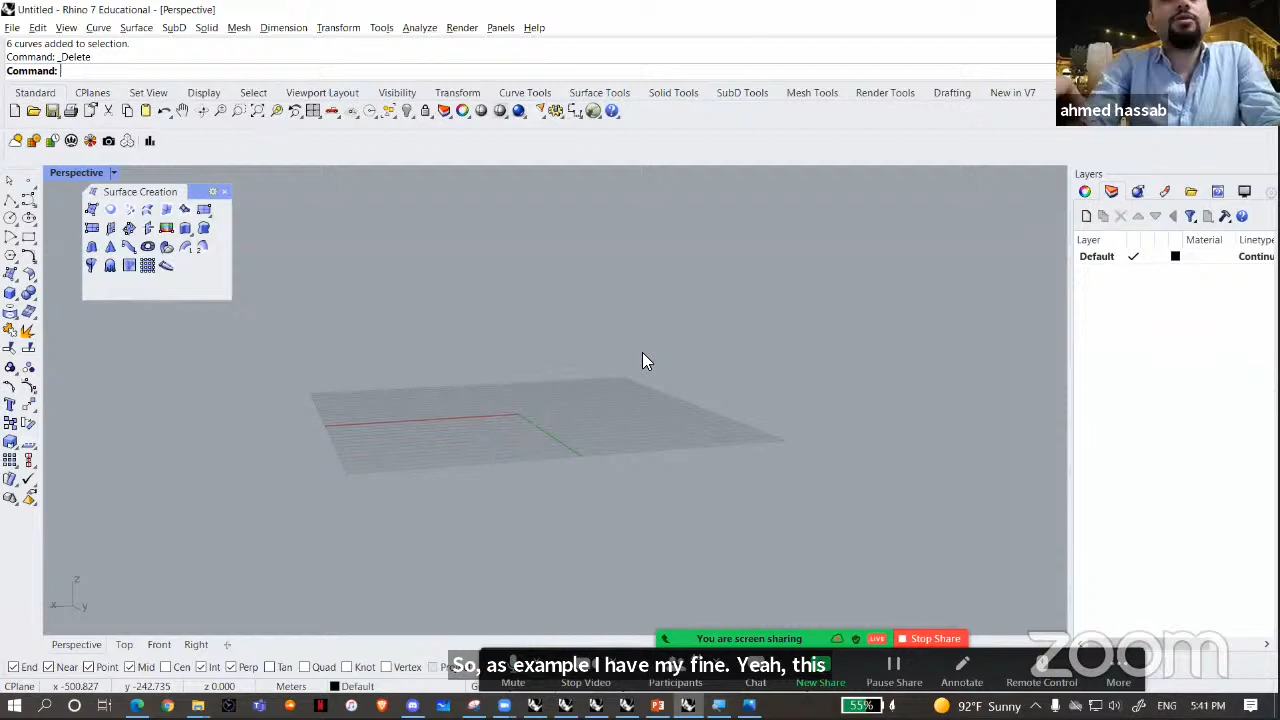 Untitled - Rhino 7 Educational - [Perspective]
File Edit View Curve Surface SubD Solid Mesh Dimension Transform Tools Analyze Render Panels Help
6 curves added to selection.
Command: _Delete
Command:
ahmed hassab
Standard CPlanes Set View Display Select Viewport Layout Visibility Transform Curve Tools Surface Tools Solid Tools SubD Tools Mesh Tools Render Tools Drafting New in V7
Perspective
Surface Creation
1 2
Layers
Layer Material Linetype
Default Continu
z
x y
Perspective Top Front Right
You are screen sharing LIVE Stop Share
So, as example I have my fine. Yeah, this
zoom
End Near Point Mid Cen Int Perp Tan Quad Knot Vertex
Mute Stop Video Participants Chat New Share Pause Share Annotate Remote Control More
CPlane x -500.827 y -242.735 z 0.000 Meters Default
55% 92°F Sunny 5:41 PM